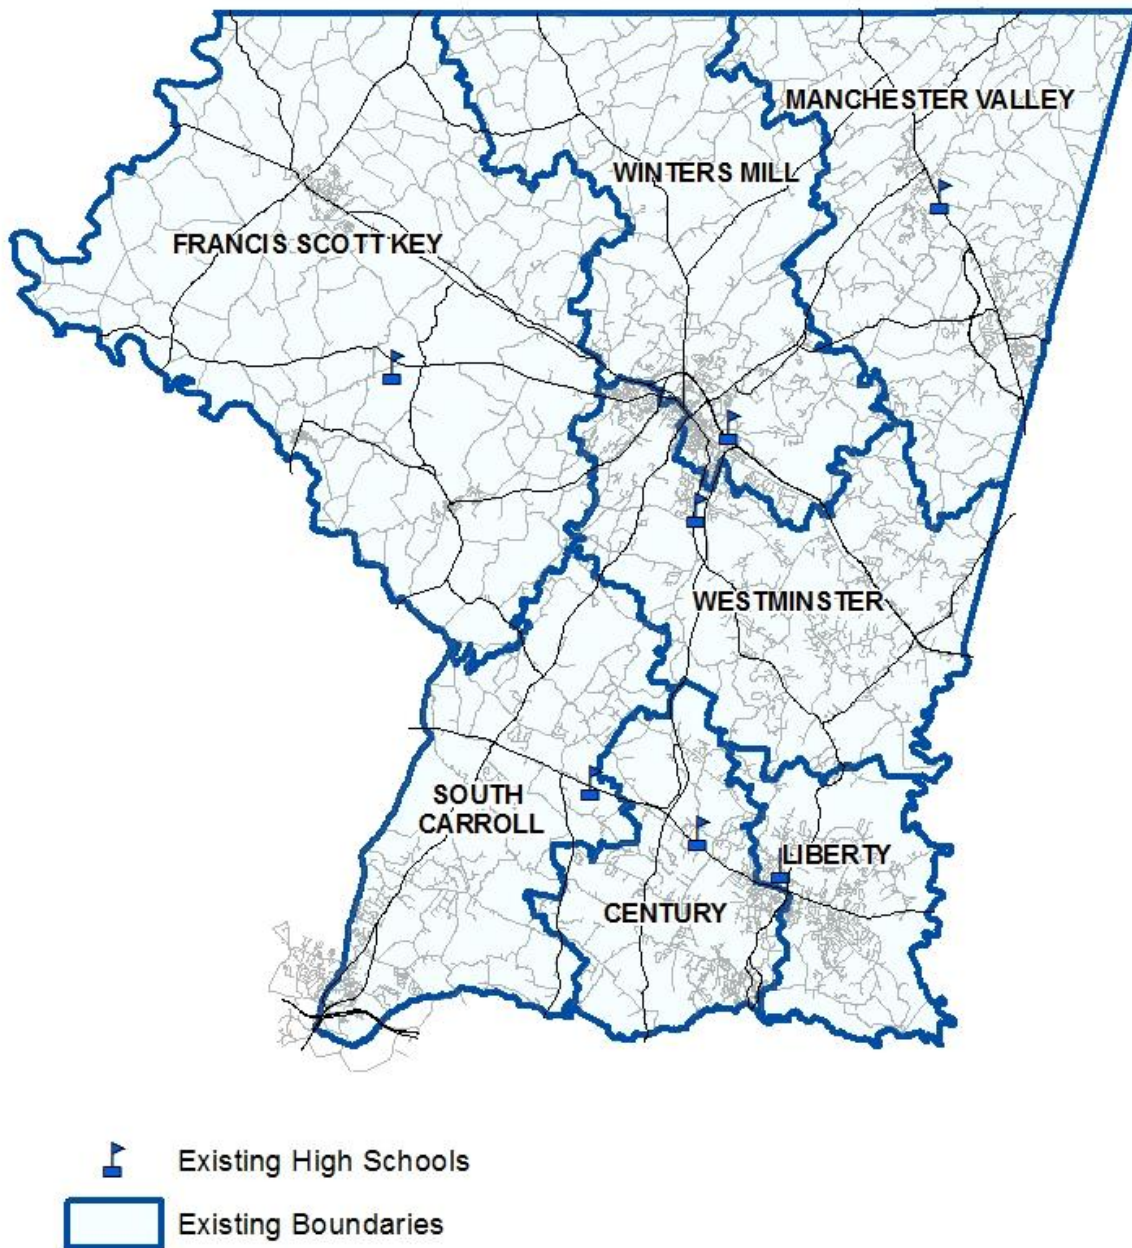 MANCHESTER VALLEY
WINTERS MILL
FRANCIS SCOTT KEY
WESTMINSTER
SOUTH
CARROLL
LIBERTY
CENTURY
Existing High Schools
Existing Boundaries